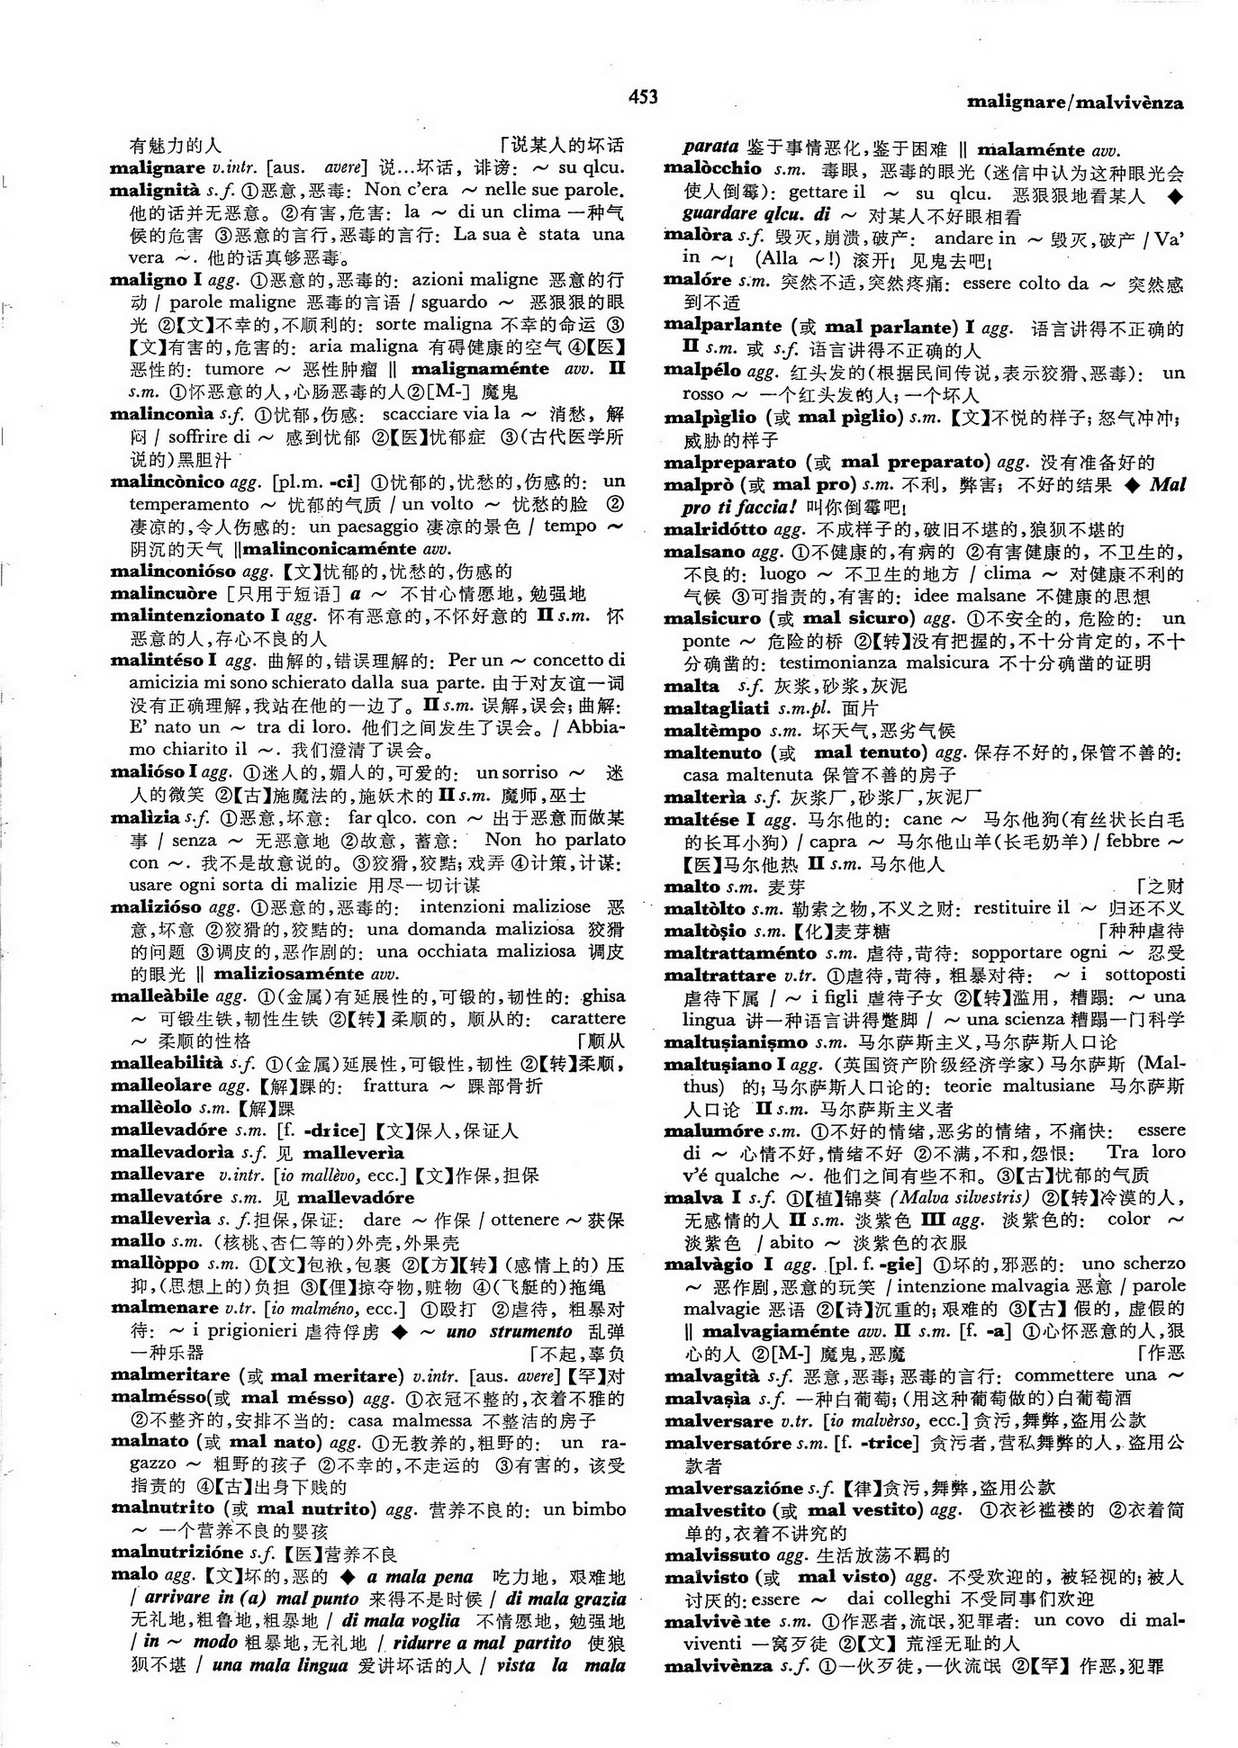 453
malignare/malvivènza
有魅力的人 「说某人的坏话
malignare v.intr. [aus. avere] 说…坏话, 诽谤: ~ su qlcu.
malignità s.f. ①恶意,恶毒: Non c'era ~ nelle sue parole.
他的话并无恶意。②有害,危害: la ~ di un clima 一种气
候的危害 ③恶意的言行,恶毒的言行: La sua è stata una
vera ~. 他的话真够恶毒。
maligno I agg. ①恶意的,恶毒的: azioni maligne 恶意的行
动 / parole maligne 恶毒的言语 / sguardo ~ 恶狠狠的眼
光 ②【文】不幸的,不顺利的: sorte maligna 不幸的命运 ③
【文】有害的,危害的: aria maligna 有碍健康的空气 ④【医】
恶性的: tumore ~ 恶性肿瘤 ‖ malignaménte avv. II
s.m. ①怀恶意的人,心肠恶毒的人②[M-] 魔鬼
malinconìa s.f. ①忧郁,伤感: scacciare via la ~ 消愁, 解
闷 / soffrire di ~ 感到忧郁 ②【医】忧郁症 ③(古代医学所
说的)黑胆汁
malincònico agg. [pl.m. -ci] ①忧郁的,忧愁的,伤感的: un
temperamento ~ 忧郁的气质 / un volto ~ 忧愁的脸 ②
凄凉的,令人伤感的: un paesaggio 凄凉的景色 / tempo ~
阴沉的天气 ‖malinconicaménte avv.
malinconióso agg. 【文】忧郁的,忧愁的,伤感的
malincuòre [只用于短语] a ~ 不甘心情愿地, 勉强地
malintenzionato I agg. 怀有恶意的,不怀好意的 II s.m. 怀
恶意的人,存心不良的人
malintéso I agg. 曲解的,错误理解的: Per un ~ concetto di
amicizia mi sono schierato dalla sua parte. 由于对友谊一词
没有正确理解,我站在他的一边了。II s.m. 误解,误会; 曲解:
E' nato un ~ tra di loro. 他们之间发生了误会。/ Abbia-
mo chiarito il ~. 我们澄清了误会。
malióso I agg. ①迷人的,媚人的,可爱的: un sorriso ~ 迷
人的微笑 ②【古】施魔法的,施妖术的 II s.m. 魔师,巫士
malìzia s.f. ①恶意,坏意: far qlco. con ~ 出于恶意而做某
事 / senza ~ 无恶意地 ②故意, 蓄意: Non ho parlato
con ~. 我不是故意说的。③狡猾,狡黠; 戏弄 ④计策,计谋:
usare ogni sorta di malizie 用尽一切计谋
malizióso agg. ①恶意的,恶毒的: intenzioni maliziose 恶
意,坏意 ②狡猾的,狡黠的: una domanda maliziosa 狡猾
的问题 ③调皮的,恶作剧的: una occhiata maliziosa 调皮
的眼光 ‖ maliziosaménte avv.
malleàbile agg. ①(金属)有延展性的,可锻的,韧性的: ghisa
~ 可锻生铁,韧性生铁 ②【转】柔顺的, 顺从的: carattere
~ 柔顺的性格 「顺从
malleabilità s.f. ①(金属)延展性,可锻性,韧性 ②【转】柔顺,
malleolare agg. 【解】踝的: frattura ~ 踝部骨折
mallèolo s.m. 【解】踝
mallevadóre s.m. [f. -drice] 【文】保人,保证人
mallevadorìa s.f. 见 malleverìa
mallevare v.intr. [io mallèvo, ecc.] 【文】作保,担保
mallevatóre s.m. 见 mallevadóre
malleverìa s. f.担保,保证: dare ~ 作保 / ottenere ~ 获保
mallo s.m. (核桃、杏仁等的)外壳,外果壳
mallòppo s.m. ①【文】包袱,包裹 ②【方】【转】(感情上的) 压
抑,(思想上的)负担 ③【俚】掠夺物,赃物 ④(飞艇的)拖绳
malmenare v.tr. [io malméno, ecc.] ①殴打 ②虐待, 粗暴对
待: ~ i prigionieri 虐待俘虏 ◆ ~ uno strumento 乱弹
一种乐器 「不起,辜负
malmeritare (或 mal meritare) v.intr. [aus. avere] 【罕】对
malmésso(或 mal mésso) agg. ①衣冠不整的,衣着不雅的
②不整齐的,安排不当的: casa malmessa 不整洁的房子
malnato (或 mal nato) agg. ①无教养的,粗野的: un ra-
gazzo ~ 粗野的孩子 ②不幸的,不走运的 ③有害的, 该受
指责的 ④【古】出身下贱的
malnutrito (或 mal nutrito) agg. 营养不良的: un bimbo
~ 一个营养不良的婴孩
malnutrizióne s.f. 【医】营养不良
malo agg. 【文】坏的,恶的 ◆ a mala pena 吃力地, 艰难地
/ arrivare in (a) mal punto 来得不是时候 / di mala grazia
无礼地,粗鲁地,粗暴地 / di mala voglia 不情愿地, 勉强地
/ in ~ modo 粗暴地,无礼地 / ridurre a mal partito 使狼
狈不堪 / una mala lingua 爱讲坏话的人 / vista la mala
parata 鉴于事情恶化,鉴于困难 ‖ malaménte avv.
malòcchio s.m. 毒眼, 恶毒的眼光 (迷信中认为这种眼光会
使人倒霉): gettare il ~ su qlcu. 恶狠狠地看某人 ◆
guardare qlcu. di ~ 对某人不好眼相看
malòra s.f. 毁灭,崩溃,破产: andare in ~ 毁灭,破产 / Va'
in ~! (Alla ~!) 滚开! 见鬼去吧!
malóre s.m. 突然不适,突然疼痛: essere colto da ~ 突然感
到不适
malparlante (或 mal parlante) I agg. 语言讲得不正确的
II s.m. 或 s.f. 语言讲得不正确的人
malpélo agg. 红头发的(根据民间传说,表示狡猾、恶毒): un
rosso ~ 一个红头发的人; 一个坏人
malpìglio (或 mal pìglio) s.m. 【文】不悦的样子; 怒气冲冲;
威胁的样子
malpreparato (或 mal preparato) agg. 没有准备好的
malprò (或 mal pro) s.m. 不利, 弊害; 不好的结果 ◆ Mal
pro ti faccia! 叫你倒霉吧!
malridótto agg. 不成样子的,破旧不堪的,狼狈不堪的
malsano agg. ①不健康的,有病的 ②有害健康的, 不卫生的,
不良的: luogo ~ 不卫生的地方 / clima ~ 对健康不利的
气候 ③可指责的,有害的: idee malsane 不健康的思想
malsicuro (或 mal sicuro) agg. ①不安全的, 危险的: un
ponte ~ 危险的桥 ②【转】没有把握的,不十分肯定的, 不十
分确凿的: testimonianza malsicura 不十分确凿的证明
malta s.f. 灰浆,砂浆,灰泥
maltagliati s.m.pl. 面片
maltèmpo s.m. 坏天气,恶劣气候
maltenuto (或 mal tenuto) agg. 保存不好的,保管不善的:
casa maltenuta 保管不善的房子
malterìa s.f. 灰浆厂,砂浆厂,灰泥厂
maltése I agg. 马尔他的: cane ~ 马尔他狗(有丝状长白毛
的长耳小狗) / capra ~ 马尔他山羊(长毛奶羊) / febbre ~
【医】马尔他热 II s.m. 马尔他人
malto s.m. 麦芽 「之财
maltòlto s.m. 勒索之物,不义之财: restituire il ~ 归还不义
maltòṣio s.m. 【化】麦芽糖 「种种虐待
maltrattaménto s.m. 虐待,苛待: sopportare ogni ~ 忍受
maltrattare v.tr. ①虐待,苛待, 粗暴对待: ~ i sottoposti
虐待下属 / ~ i figli 虐待子女 ②【转】滥用, 糟蹋: ~ una
lingua 讲一种语言讲得蹩脚 / ~ una scienza 糟蹋一门科学
maltuṣianiṣmo s.m. 马尔萨斯主义,马尔萨斯人口论
maltuṣiano I agg. (英国资产阶级经济学家) 马尔萨斯 (Mal-
thus) 的; 马尔萨斯人口论的: teorie maltusiane 马尔萨斯
人口论 II s.m. 马尔萨斯主义者
malumóre s.m. ①不好的情绪,恶劣的情绪, 不痛快: essere
di ~ 心情不好,情绪不好 ②不满,不和,怨恨: Tra loro
v'é qualche ~. 他们之间有些不和。③【古】忧郁的气质
malva I s.f. ①【植】锦葵 (Malva silvestris) ②【转】冷漠的人,
无感情的人 II s.m. 淡紫色 III agg. 淡紫色的: color ~
淡紫色 / abito ~ 淡紫色的衣服
malvàgio I agg. [pl. f. -gie] ①坏的,邪恶的: uno scherzo
~ 恶作剧,恶意的玩笑 / intenzione malvagia 恶意 / parole
malvagie 恶语 ②【诗】沉重的; 艰难的 ③【古】假的, 虚假的
‖ malvagiaménte avv. II s.m. [f. -a] ①心怀恶意的人,狠
心的人 ②[M-] 魔鬼,恶魔 「作恶
malvagità s.f. 恶意,恶毒; 恶毒的言行: commettere una ~
malvaṣìa s.f. 一种白葡萄; (用这种葡萄做的)白葡萄酒
malversare v.tr. [io malvèrso, ecc.] 贪污,舞弊,盗用公款
malversatóre s.m. [f. -trice] 贪污者,营私舞弊的人, 盗用公
款者
malversazióne s.f. 【律】贪污,舞弊,盗用公款
malvestito (或 mal vestito) agg. ①衣衫褴褛的 ②衣着简
单的,衣着不讲究的
malvissuto agg. 生活放荡不羁的
malvisto (或 mal visto) agg. 不受欢迎的, 被轻视的; 被人
讨厌的: essere ~ dai colleghi 不受同事们欢迎
malvivènte s.m. ①作恶者,流氓,犯罪者: un covo di mal-
viventi 一窝歹徒 ②【文】荒淫无耻的人
malvivènza s.f. ①一伙歹徒,一伙流氓 ②【罕】作恶,犯罪